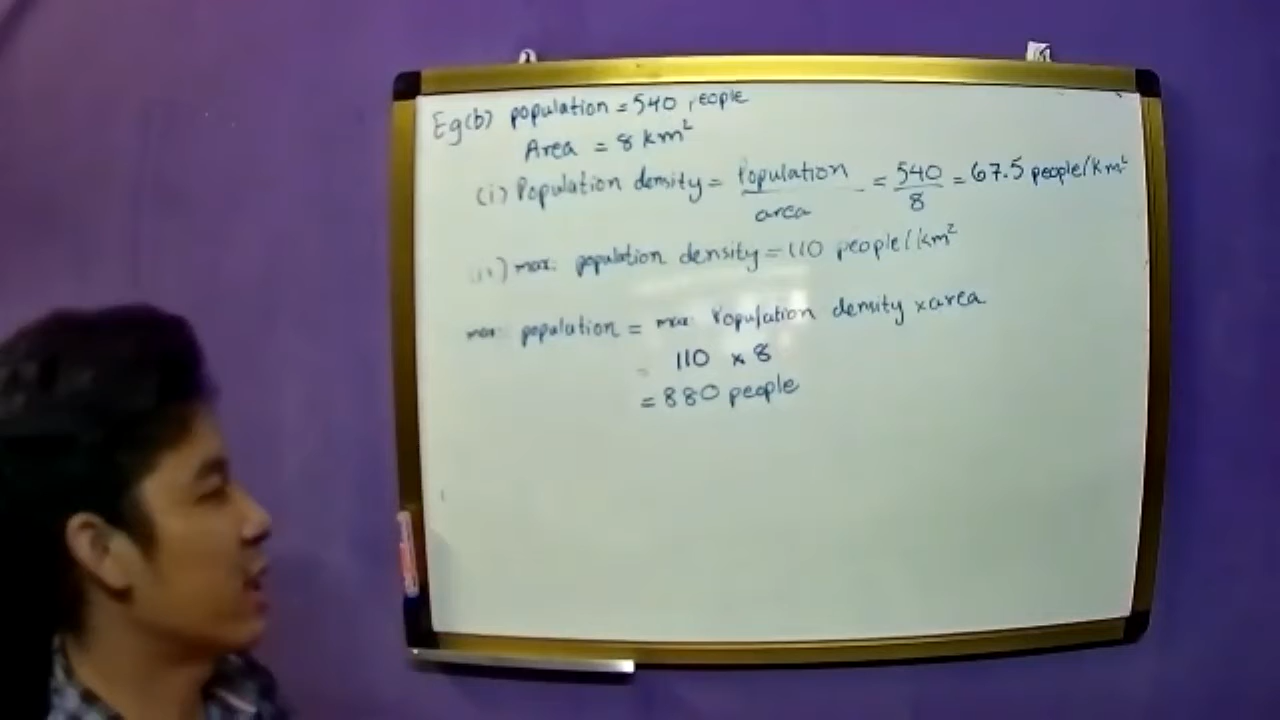 Eg(b) population = 540 people
Area = 8 km²
(i) Population density = Population / area = 540 / 8 = 67.5 people/km²
(ii) max. population density = 110 people/km²
max. population = max. Population density × area
= 110 × 8
= 880 people